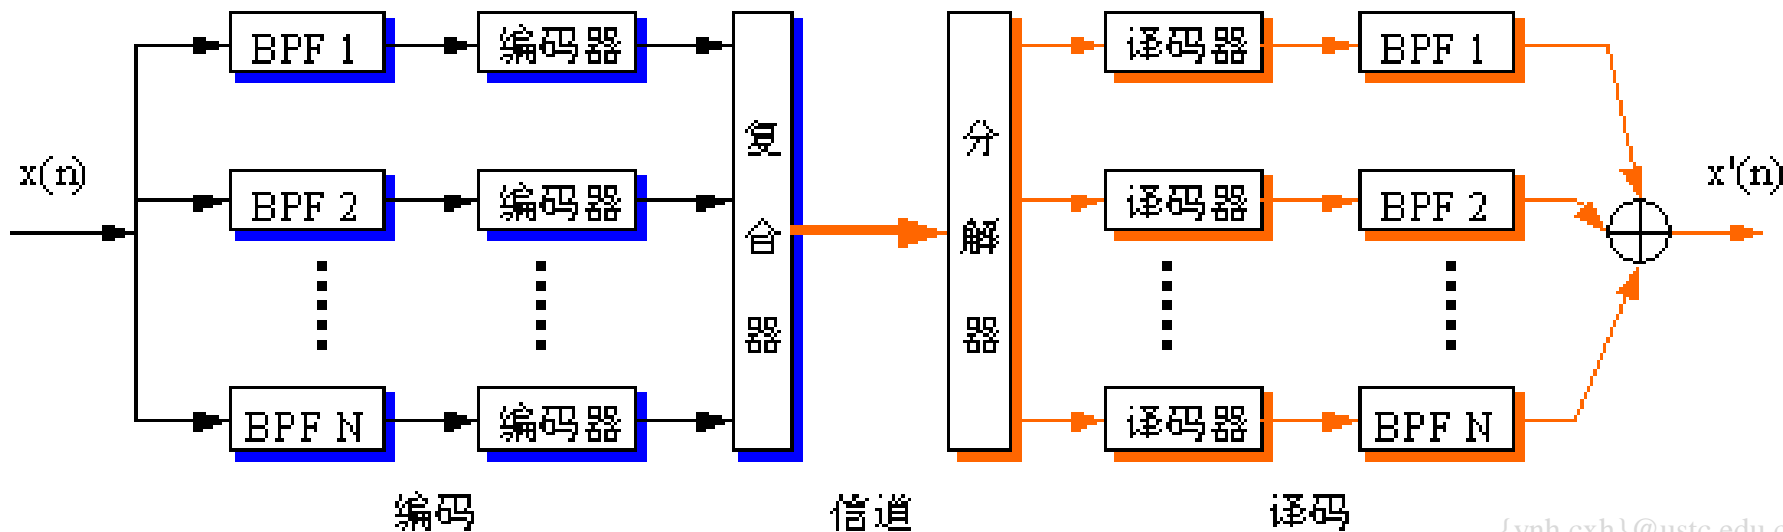 BPF 1 编码器 译码器 BPF 1
复合器 分解器
x(n) BPF 2 编码器 译码器 BPF 2 x'(n)
BPF N 编码器 译码器 BPF N
编码 信道 译码